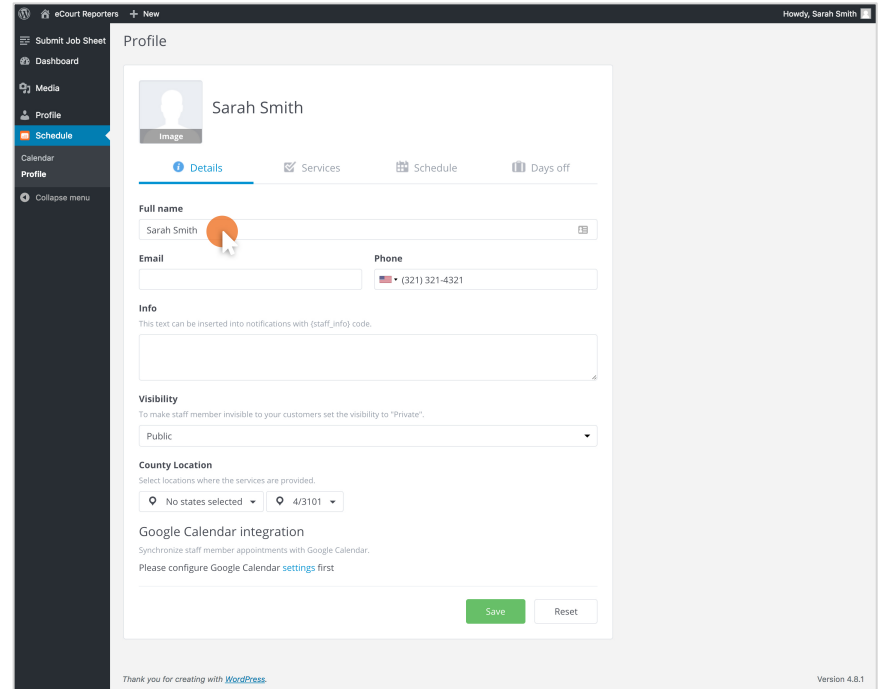 eCourt Reporters + New Howdy, Sarah Smith
Submit Job Sheet
Dashboard
Media
Profile
Schedule
Calendar
Profile
Collapse menu
Profile
Sarah Smith
Image
Details Services Schedule Days off
Full name
Sarah Smith
Email Phone
(321) 321-4321
Info
This text can be inserted into notifications with {staff_info} code.
Visibility
To make staff member invisible to your customers set the visibility to "Private".
Public
County Location
Select locations where the services are provided.
No states selected 4/3101
Google Calendar integration
Synchronize staff member appointments with Google Calendar.
Please configure Google Calendar settings first
Save Reset
Thank you for creating with WordPress. Version 4.8.1